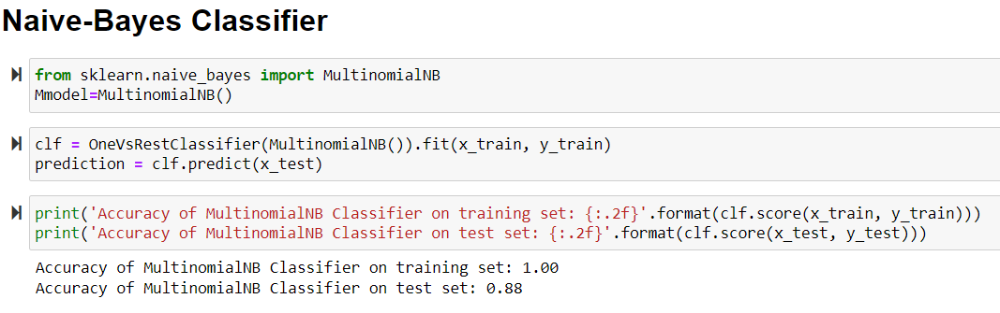 Naive-Bayes Classifier
from sklearn.naive_bayes import MultinomialNB
Mmodel=MultinomialNB()
clf = OneVsRestClassifier(MultinomialNB()).fit(x_train, y_train)
prediction = clf.predict(x_test)
print('Accuracy of MultinomialNB Classifier on training set: {:.2f}'.format(clf.score(x_train, y_train)))
print('Accuracy of MultinomialNB Classifier on test set: {:.2f}'.format(clf.score(x_test, y_test)))
Accuracy of MultinomialNB Classifier on training set: 1.00
Accuracy of MultinomialNB Classifier on test set: 0.88